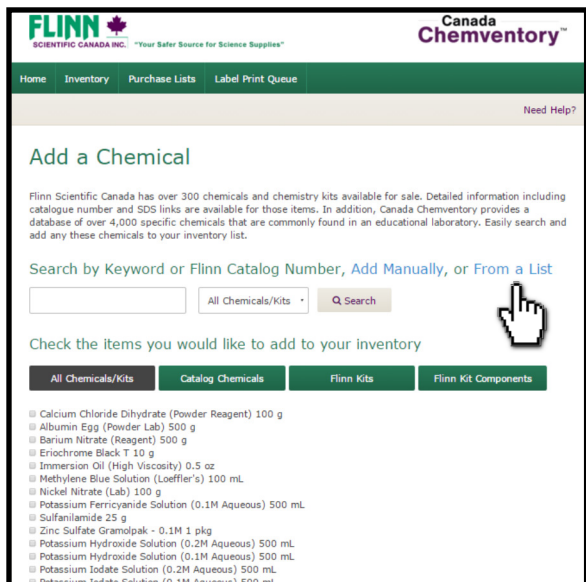 FLINN
SCIENTIFIC CANADA INC. "Your Safer Source for Science Supplies"
Canada
Chemventory™
Home Inventory Purchase Lists Label Print Queue
Need Help?
Add a Chemical
Flinn Scientific Canada has over 300 chemicals and chemistry kits available for sale. Detailed information including
catalogue number and SDS links are available for those items. In addition, Canada Chemventory provides a
database of over 4,000 specific chemicals that are commonly found in an educational laboratory. Easily search and
add any these chemicals to your inventory list.
Search by Keyword or Flinn Catalog Number, Add Manually, or From a List
All Chemicals/Kits Search
Check the items you would like to add to your inventory
All Chemicals/Kits Catalog Chemicals Flinn Kits Flinn Kit Components
Calcium Chloride Dihydrate (Powder Reagent) 100 g
Albumin Egg (Powder Lab) 500 g
Barium Nitrate (Reagent) 500 g
Eriochrome Black T 10 g
Immersion Oil (High Viscosity) 0.5 oz
Methylene Blue Solution (Loeffler's) 100 mL
Nickel Nitrate (Lab) 100 g
Potassium Ferricyanide Solution (0.1M Aqueous) 500 mL
Sulfanilamide 25 g
Zinc Sulfate Gramolpak - 0.1M 1 pkg
Potassium Hydroxide Solution (0.2M Aqueous) 500 mL
Potassium Hydroxide Solution (0.1M Aqueous) 500 mL
Potassium Iodate Solution (0.2M Aqueous) 500 mL
Potassium Iodate Solution (0.1M Aqueous) 500 mL